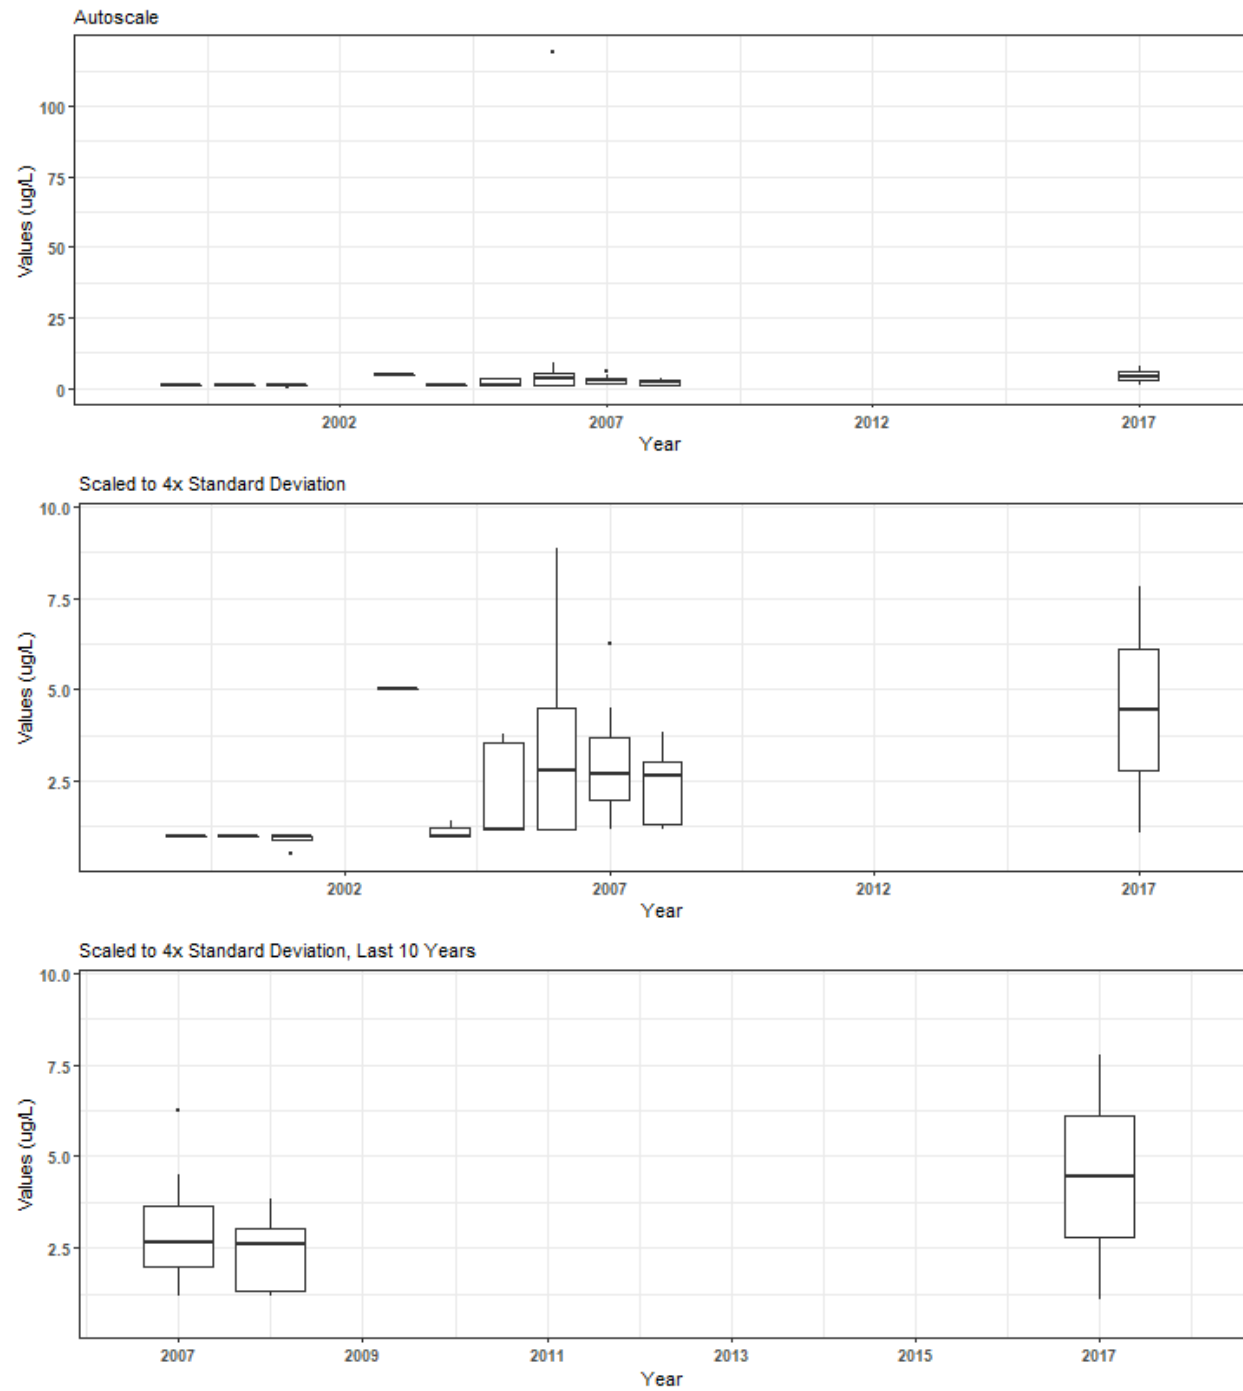 Autoscale
100
75
50
25
0
Values (ug/L)
2002 2007 2012 2017
Year
Scaled to 4x Standard Deviation
10.0
7.5
5.0
2.5
Values (ug/L)
2002 2007 2012 2017
Year
Scaled to 4x Standard Deviation, Last 10 Years
10.0
7.5
5.0
2.5
Values (ug/L)
2007 2009 2011 2013 2015 2017
Year